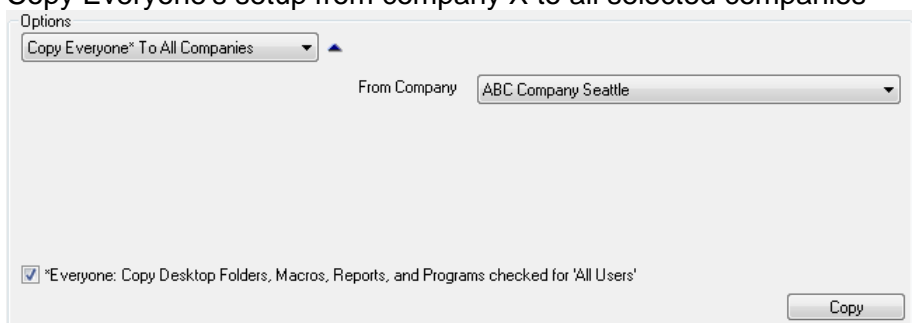 Copy Everyone's setup from company X to all selected companies
Options
Copy Everyone* To All Companies
From Company ABC Company Seattle
*Everyone: Copy Desktop Folders, Macros, Reports, and Programs checked for 'All Users'
Copy